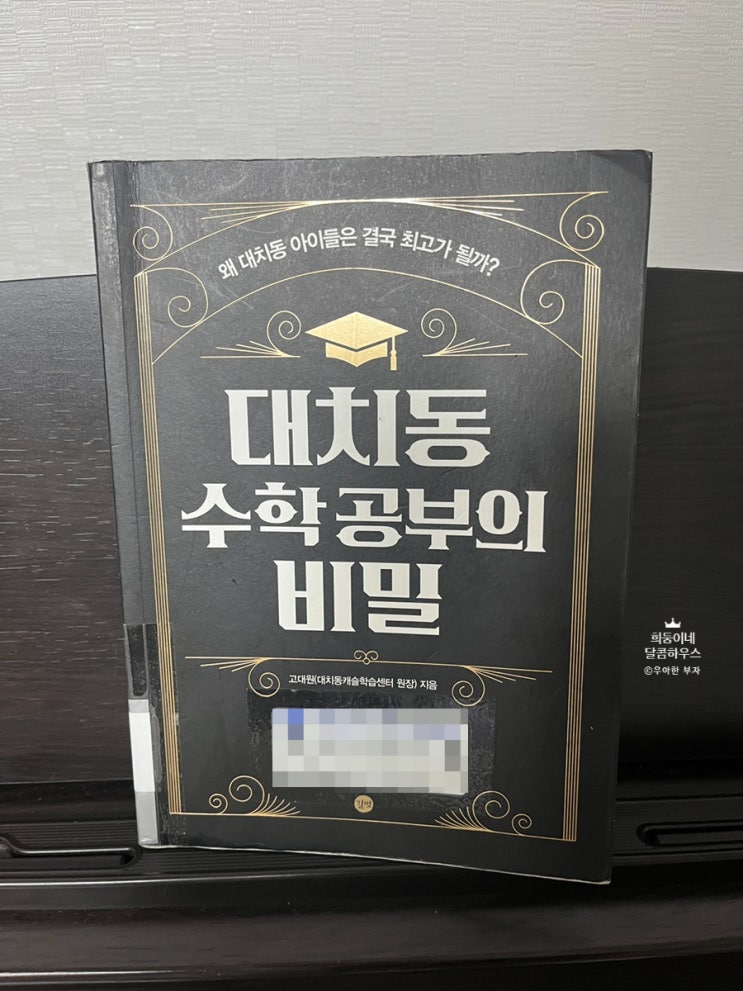 왜 대치동 아이들은 결국 최고가 될까?
대치동
수학 공부의
비밀
고대원(대치동캐슬학습센터 원장) 지음
길벗
희둥이네
달콤하우스
©우아한 부자